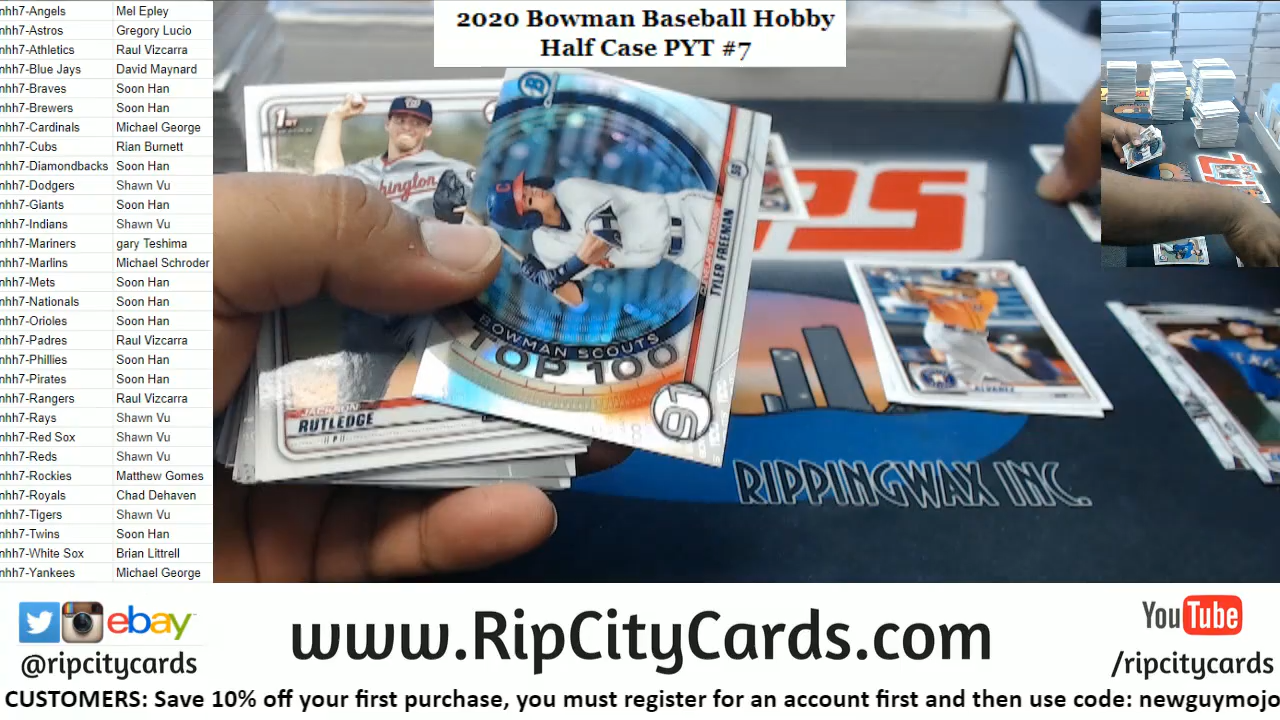 2020 Bowman Baseball Hobby
Half Case PYT #7
nhh7-Angels Mel Epley
nhh7-Astros Gregory Lucio
nhh7-Athletics Raul Vizcarra
nhh7-Blue Jays David Maynard
nhh7-Braves Soon Han
nhh7-Brewers Soon Han
nhh7-Cardinals Michael George
nhh7-Cubs Rian Burnett
nhh7-Diamondbacks Soon Han
nhh7-Dodgers Shawn Vu
nhh7-Giants Soon Han
nhh7-Indians Shawn Vu
nhh7-Mariners gary Teshima
nhh7-Marlins Michael Schroder
nhh7-Mets Soon Han
nhh7-Nationals Soon Han
nhh7-Orioles Soon Han
nhh7-Padres Raul Vizcarra
nhh7-Phillies Soon Han
nhh7-Pirates Soon Han
nhh7-Rangers Raul Vizcarra
nhh7-Rays Shawn Vu
nhh7-Red Sox Shawn Vu
nhh7-Reds Shawn Vu
nhh7-Rockies Matthew Gomes
nhh7-Royals Chad Dehaven
nhh7-Tigers Shawn Vu
nhh7-Twins Soon Han
nhh7-White Sox Brian Littrell
nhh7-Yankees Michael George
1ST
RUTLEDGE
P
B
SS
TYLER FREEMAN
BOWMAN SCOUTS
TOP 100
91
PS
ALVAREZ
RIPPINGWAX INC.
ebay
@ripcitycards
www.RipCityCards.com
YouTube
/ripcitycards
CUSTOMERS: Save 10% off your first purchase, you must register for an account first and then use code: newguymojo